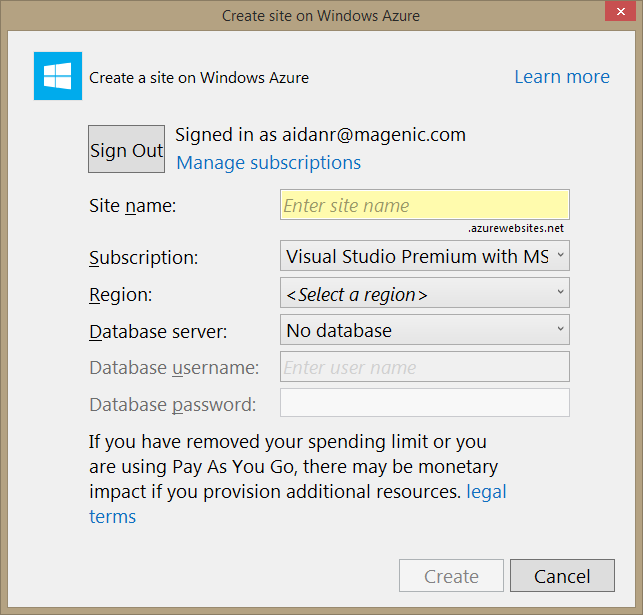 Create site on Windows Azure
Create a site on Windows Azure
Learn more
Sign Out
Signed in as aidanr@magenic.com
Manage subscriptions
Site name:
Enter site name
.azurewebsites.net
Subscription:
Visual Studio Premium with MS
Region:
<Select a region>
Database server:
No database
Database username:
Enter user name
Database password:
If you have removed your spending limit or you
are using Pay As You Go, there may be monetary
impact if you provision additional resources. legal
terms
Create
Cancel